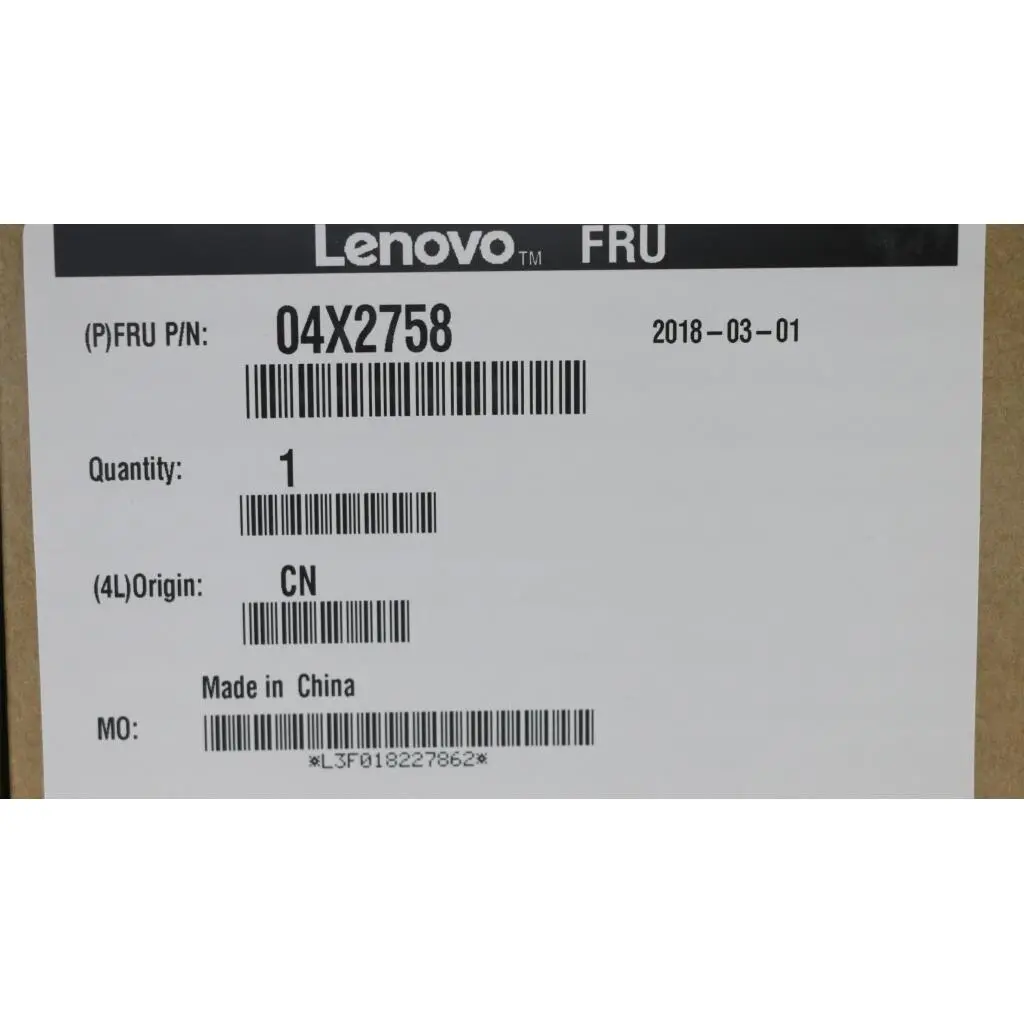 Lenovo™ FRU
(P)FRU P/N: 04X2758 2018-03-01
Quantity: 1
(4L)Origin: CN
Made in China
MO:
*L3F018227862*